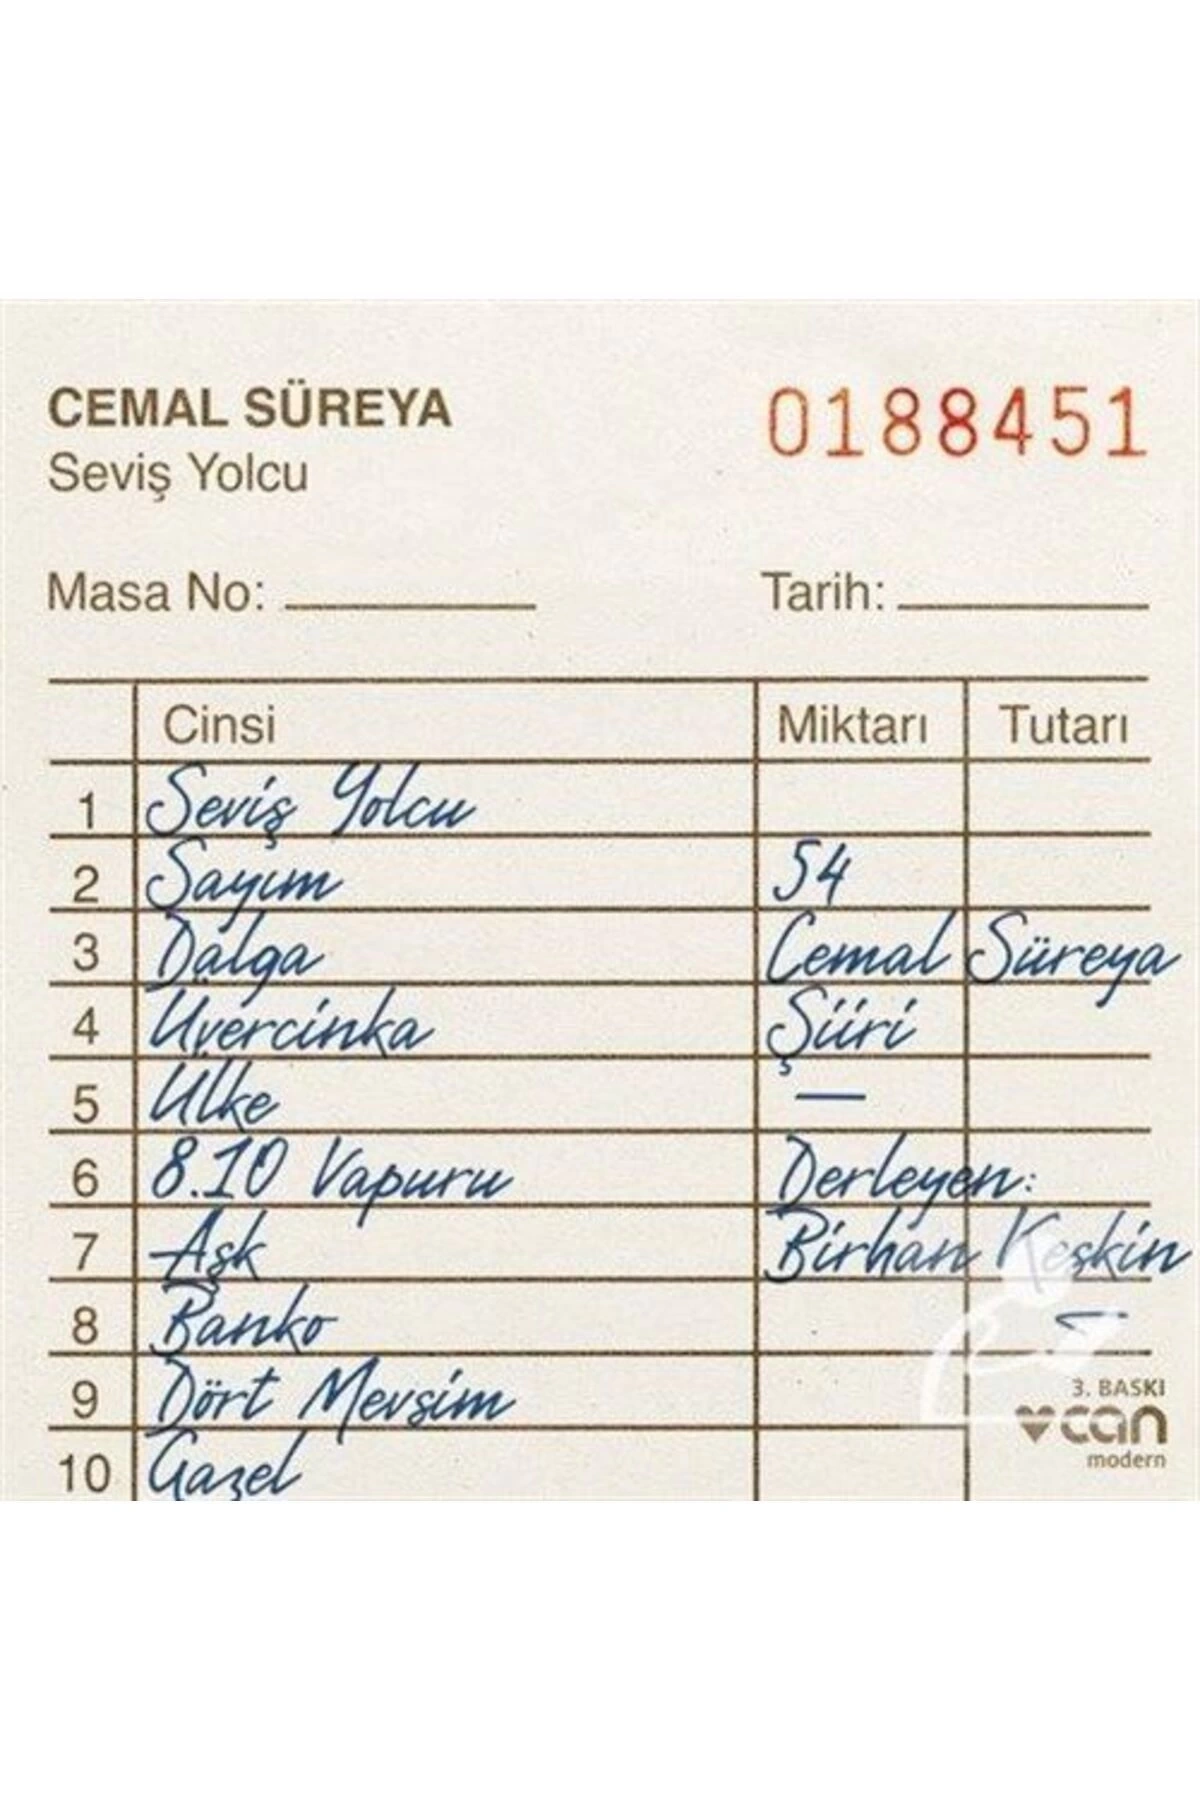 CEMAL SÜREYA 0188451
Seviş Yolcu
Masa No: Tarih:
Cinsi Miktarı Tutarı
1 Seviş Yolcu
2 Sayım 54
3 Dalga Cemal Süreya
4 Üvercinka Şiiri
5 Ülke —
6 8.10 Vapuru Derleyen:
7 Aşk Birhan Keskin
8 Banko
9 Dört Mevsim
3. BASKI
can
modern
10 Gazel